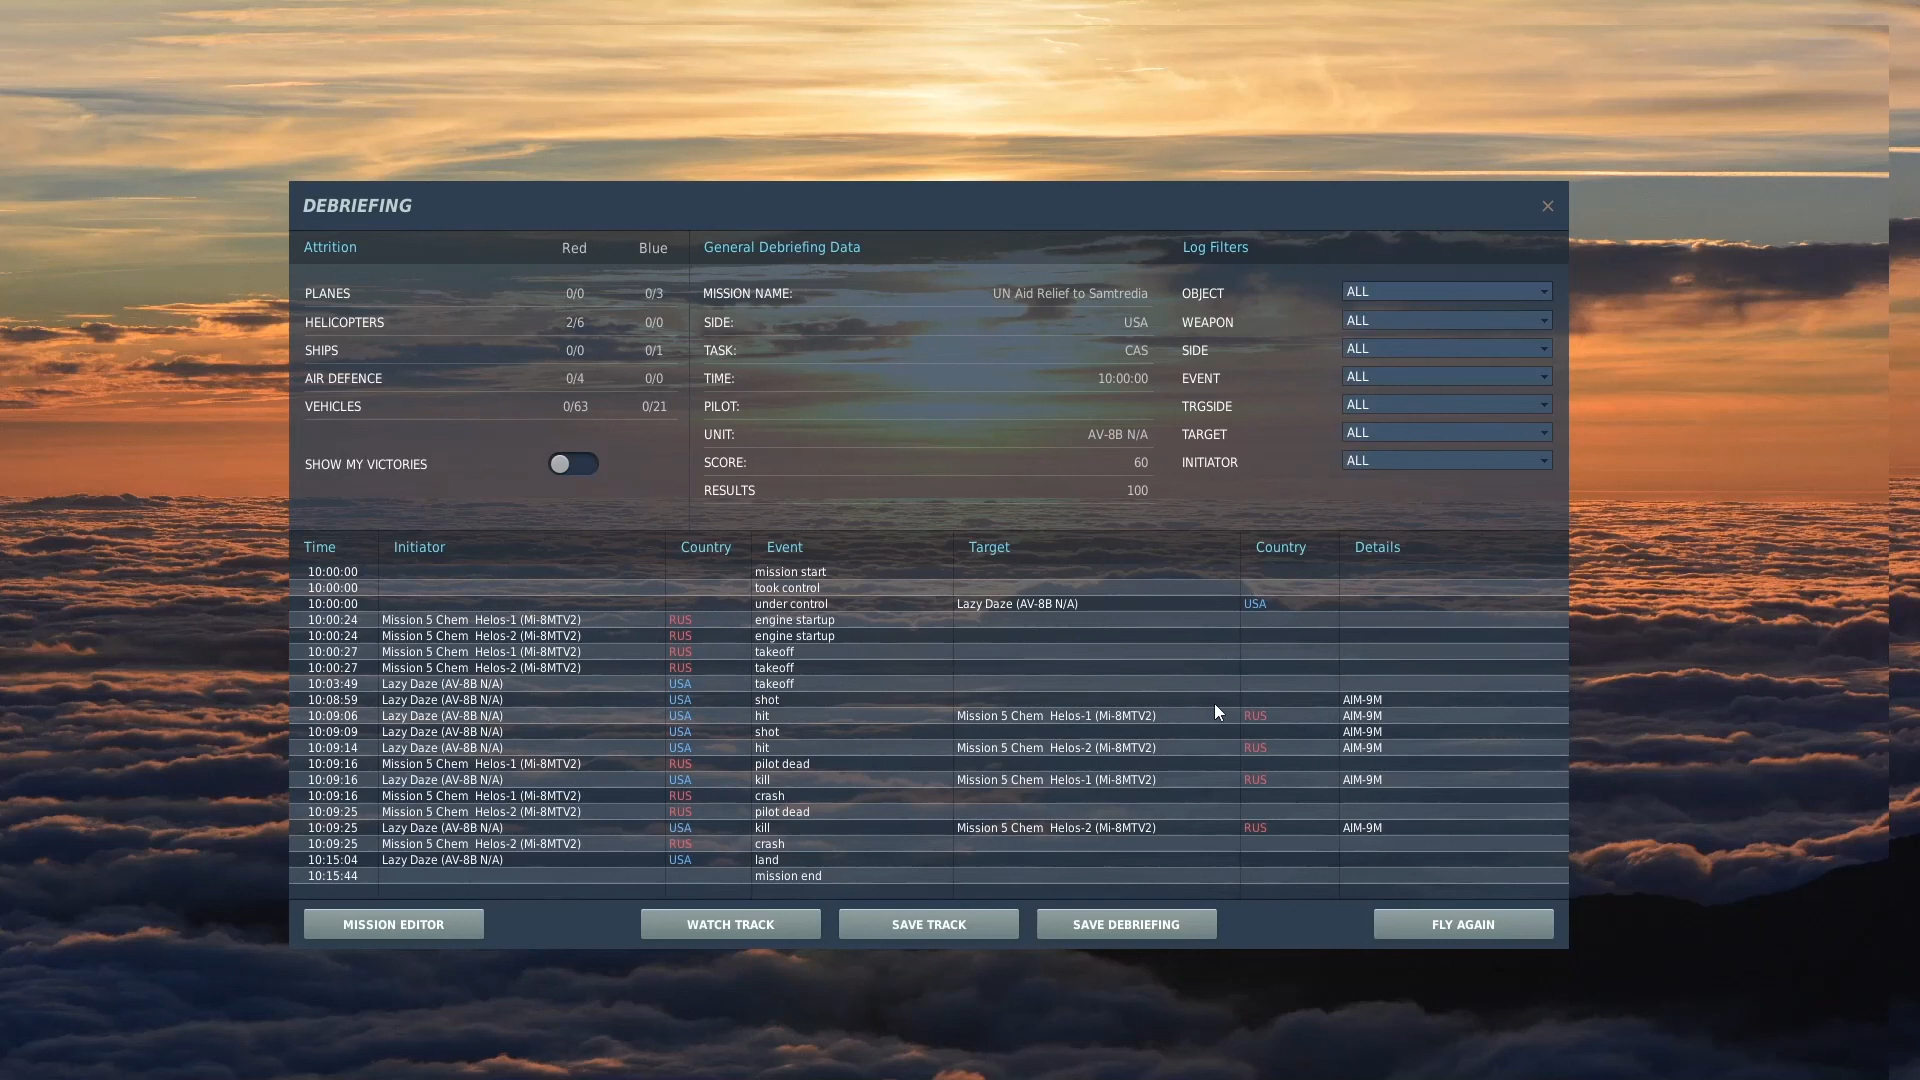 DEBRIEFING
Attrition Red Blue General Debriefing Data Log Filters
PLANES 0/0 0/3 MISSION NAME: UN Aid Relief to Samtredia OBJECT ALL
HELICOPTERS 2/6 0/0 SIDE: USA WEAPON ALL
SHIPS 0/0 0/1 TASK: CAS SIDE ALL
AIR DEFENCE 0/4 0/0 TIME: 10:00:00 EVENT ALL
VEHICLES 0/63 0/21 PILOT: TRGSIDE ALL
UNIT: AV-8B N/A TARGET ALL
SHOW MY VICTORIES SCORE: 60 INITIATOR ALL
RESULTS 100
Time Initiator Country Event Target Country Details
10:00:00 mission start
10:00:00 took control
10:00:00 under control Lazy Daze (AV-8B N/A) USA
10:00:24 Mission 5 Chem  Helos-1 (Mi-8MTV2) RUS engine startup
10:00:24 Mission 5 Chem  Helos-2 (Mi-8MTV2) RUS engine startup
10:00:27 Mission 5 Chem  Helos-1 (Mi-8MTV2) RUS takeoff
10:00:27 Mission 5 Chem  Helos-2 (Mi-8MTV2) RUS takeoff
10:03:49 Lazy Daze (AV-8B N/A) USA takeoff
10:08:59 Lazy Daze (AV-8B N/A) USA shot AIM-9M
10:09:06 Lazy Daze (AV-8B N/A) USA hit Mission 5 Chem  Helos-1 (Mi-8MTV2) RUS AIM-9M
10:09:09 Lazy Daze (AV-8B N/A) USA shot AIM-9M
10:09:14 Lazy Daze (AV-8B N/A) USA hit Mission 5 Chem  Helos-2 (Mi-8MTV2) RUS AIM-9M
10:09:16 Mission 5 Chem  Helos-1 (Mi-8MTV2) RUS pilot dead
10:09:16 Lazy Daze (AV-8B N/A) USA kill Mission 5 Chem  Helos-1 (Mi-8MTV2) RUS AIM-9M
10:09:16 Mission 5 Chem  Helos-1 (Mi-8MTV2) RUS crash
10:09:25 Mission 5 Chem  Helos-2 (Mi-8MTV2) RUS pilot dead
10:09:25 Lazy Daze (AV-8B N/A) USA kill Mission 5 Chem  Helos-2 (Mi-8MTV2) RUS AIM-9M
10:09:25 Mission 5 Chem  Helos-2 (Mi-8MTV2) RUS crash
10:15:04 Lazy Daze (AV-8B N/A) USA land
10:15:44 mission end
MISSION EDITOR WATCH TRACK SAVE TRACK SAVE DEBRIEFING FLY AGAIN